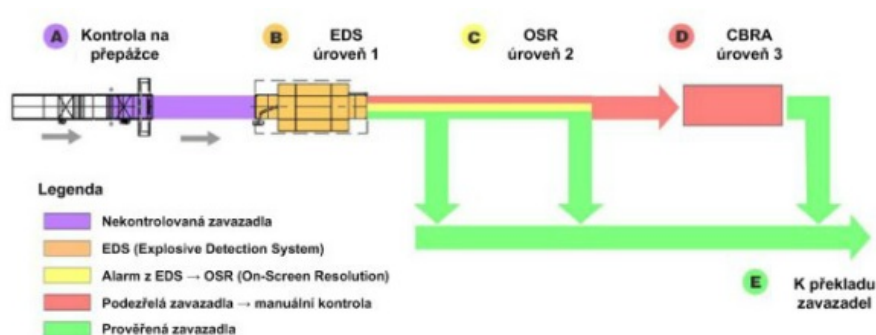 A
Kontrola na
přepážce
B
EDS
úroveň 1
C
OSR
úroveň 2
D
CBRA
úroveň 3
Legenda
Nekontrolovaná zavazadla
EDS (Explosive Detection System)
Alarm z EDS → OSR (On-Screen Resolution)
Podezřelá zavazadla → manuální kontrola
Prověřená zavazadla
E
K překladu
zavazadel